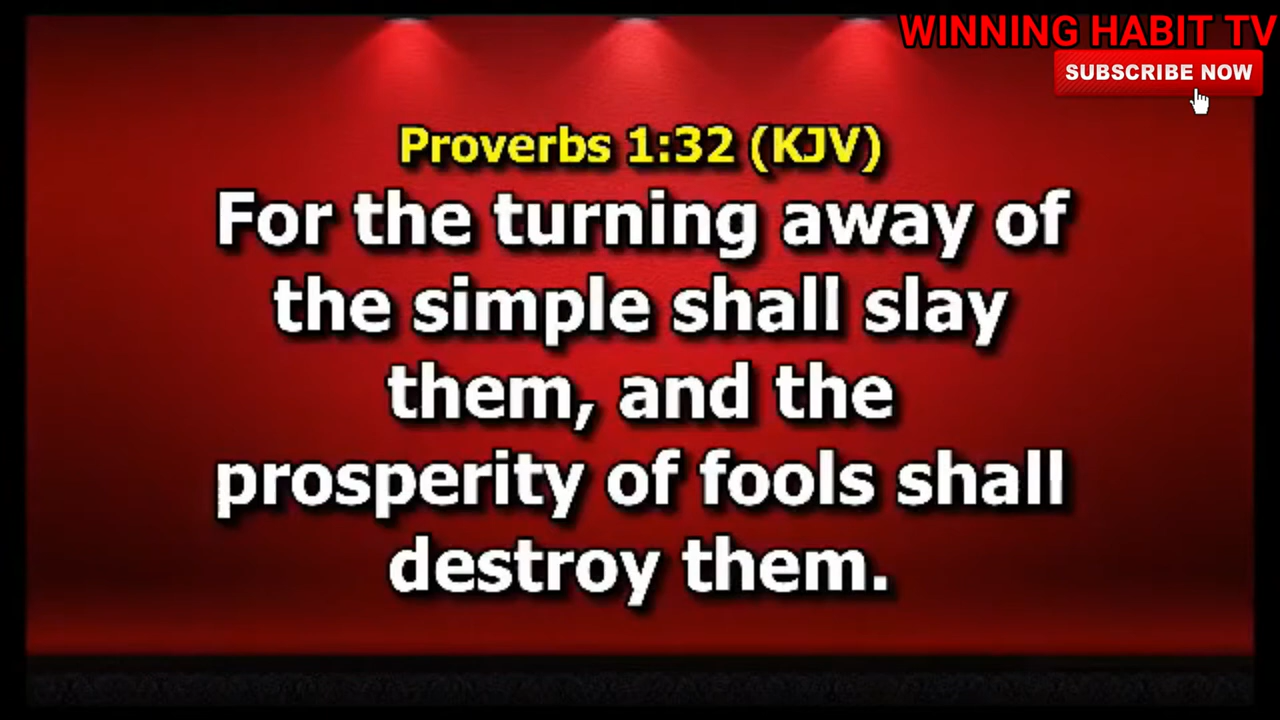 WINNING HABIT TV
SUBSCRIBE NOW
Proverbs 1:32 (KJV)
For the turning away of
the simple shall slay
them, and the
prosperity of fools shall
destroy them.